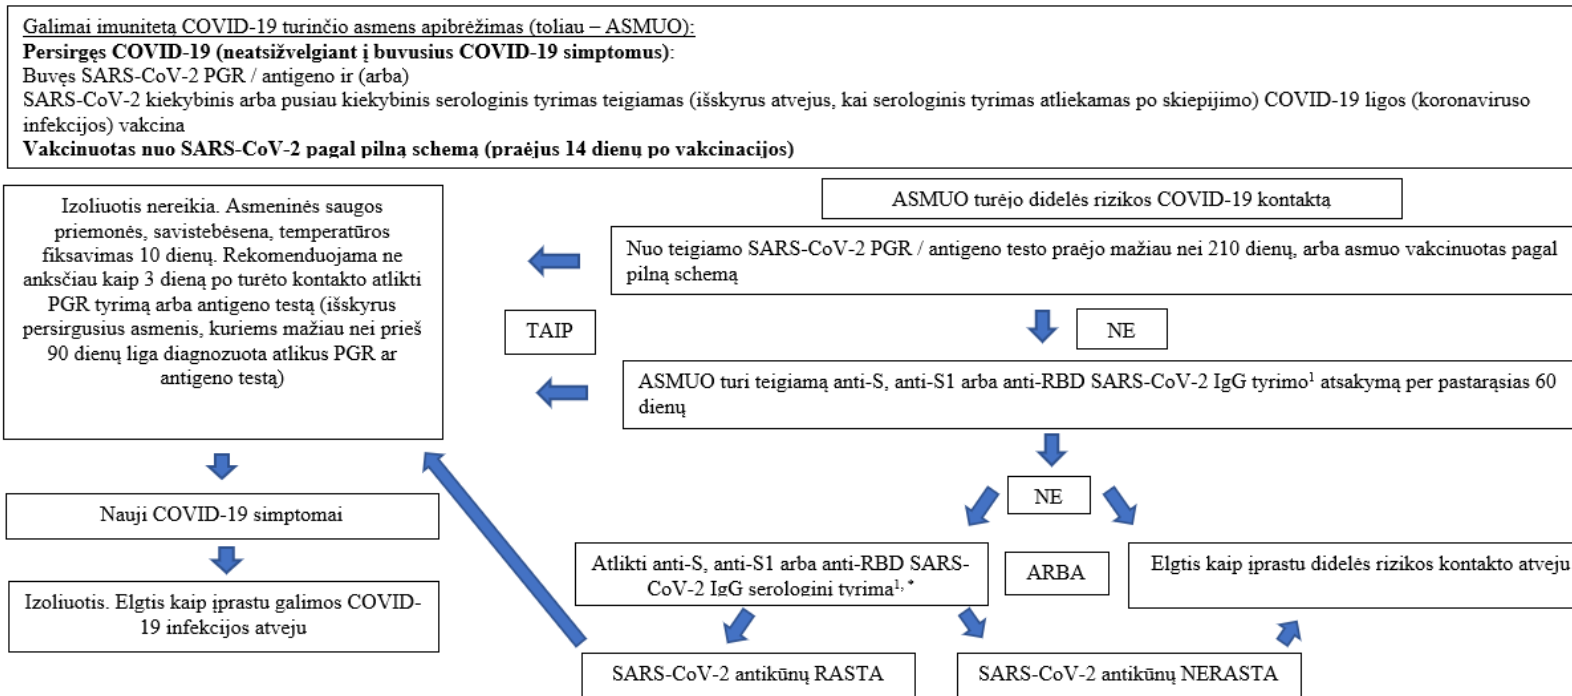 Galimai imunitetą COVID-19 turinčio asmens apibrėžimas (toliau – ASMUO):
Persirgęs COVID-19 (neatsižvelgiant į buvusius COVID-19 simptomus):
Buvęs SARS-CoV-2 PGR / antigeno ir (arba)
SARS-CoV-2 kiekybinis arba pusiau kiekybinis serologinis tyrimas teigiamas (išskyrus atvejus, kai serologinis tyrimas atliekamas po skiepijimo) COVID-19 ligos (koronaviruso
infekcijos) vakcina
Vakcinuotas nuo SARS-CoV-2 pagal pilną schemą (praėjus 14 dienų po vakcinacijos)
Izoliuotis nereikia. Asmeninės saugos
priemonės, savistebėsena, temperatūros
fiksavimas 10 dienų. Rekomenduojama ne
anksčiau kaip 3 dieną po turėto kontakto atlikti
PGR tyrimą arba antigeno testą (išskyrus
persirgusius asmenis, kuriems mažiau nei prieš
90 dienų liga diagnozuota atlikus PGR ar
antigeno testą)
ASMUO turėjo didelės rizikos COVID-19 kontaktą
Nuo teigiamo SARS-CoV-2 PGR / antigeno testo praėjo mažiau nei 210 dienų, arba asmuo vakcinuotas pagal
pilną schemą
TAIP
NE
ASMUO turi teigiamą anti-S, anti-S1 arba anti-RBD SARS-CoV-2 IgG tyrimo¹ atsakymą per pastarąsias 60
dienų
NE
Nauji COVID-19 simptomai
Atlikti anti-S, anti-S1 arba anti-RBD SARS-
CoV-2 IgG serologinį tyrimą¹, *
ARBA
Elgtis kaip įprastu didelės rizikos kontakto atveju
Izoliuotis. Elgtis kaip įprastu galimos COVID-
19 infekcijos atveju
SARS-CoV-2 antikūnų RASTA
SARS-CoV-2 antikūnų NERASTA